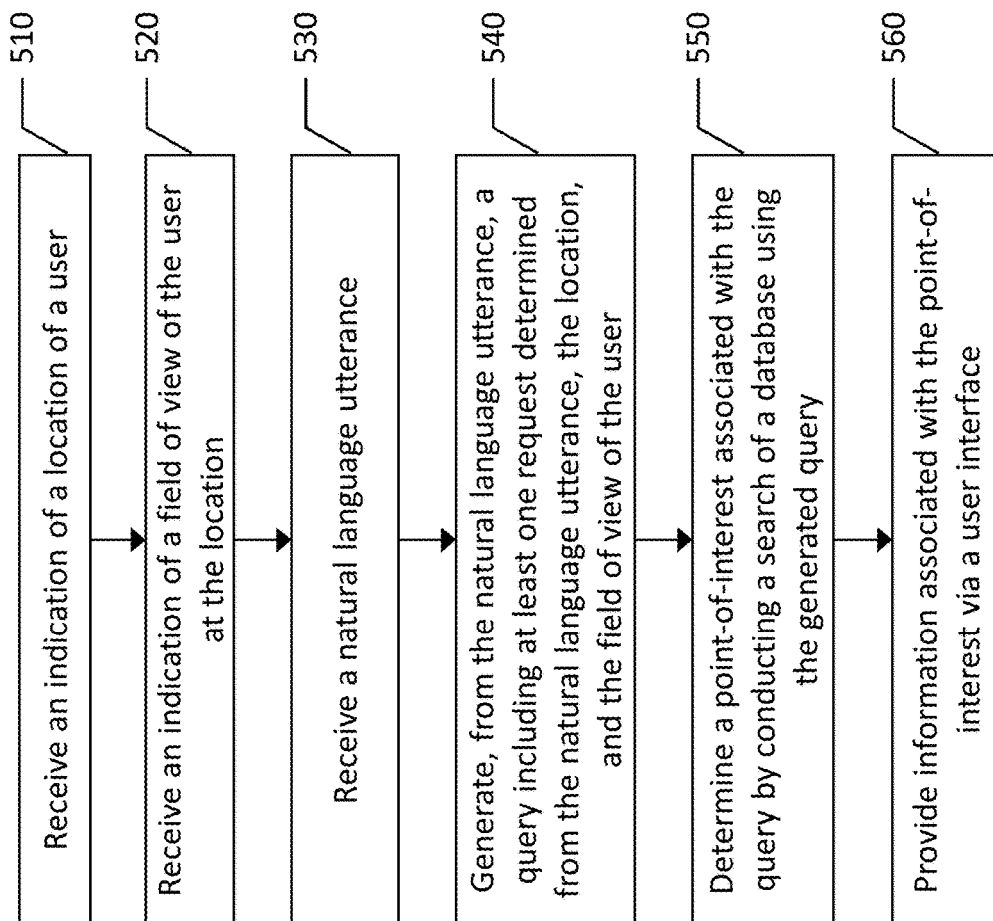 Receive an indication of a location of a user
510
Receive an indication of a field of view of the user
at the location
520
Receive a natural language utterance
530
Generate, from the natural language utterance, a
query including at least one request determined
from the natural language utterance, the location,
and the field of view of the user
540
Determine a point-of-interest associated with the
query by conducting a search of a database using
the generated query
550
Provide information associated with the point-of-
interest via a user interface
560